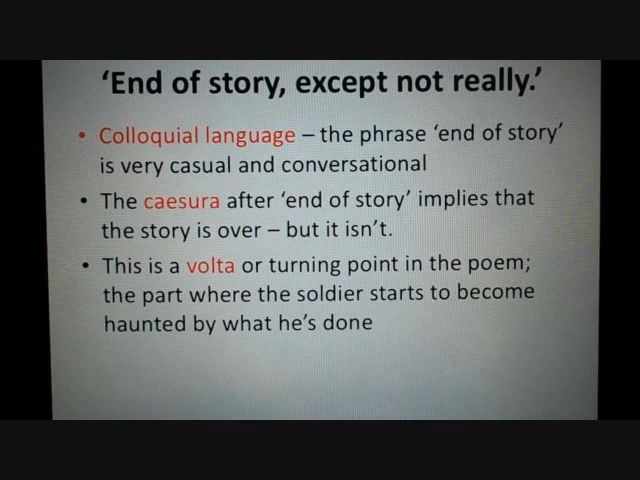 ‘End of story, except not really.’
• Colloquial language – the phrase ‘end of story’
is very casual and conversational
• The caesura after ‘end of story’ implies that
the story is over – but it isn’t.
• This is a volta or turning point in the poem;
the part where the soldier starts to become
haunted by what he’s done